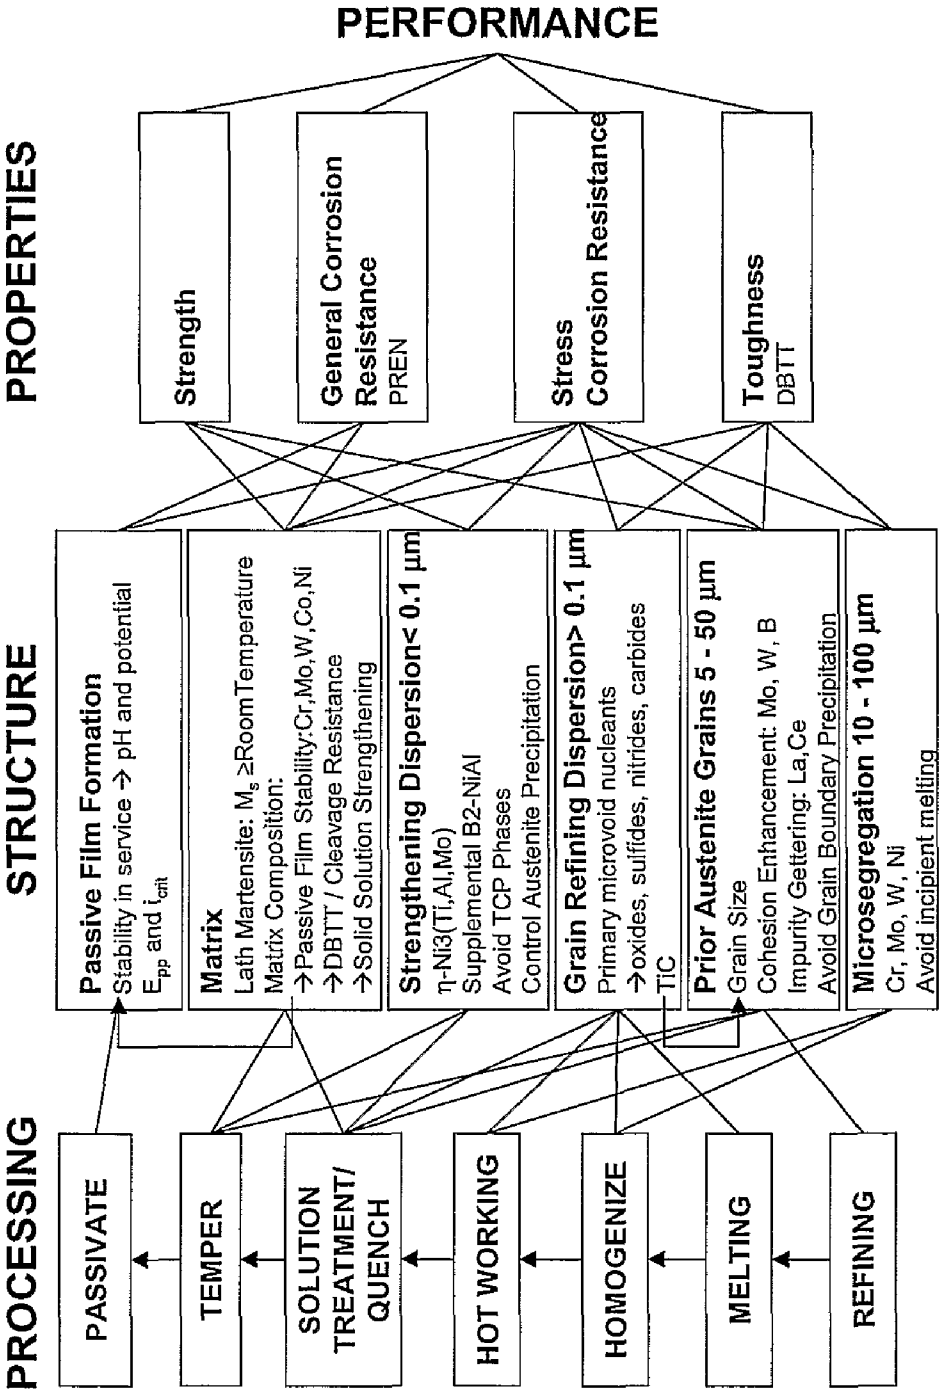 PROCESSING
STRUCTURE
PROPERTIES
PERFORMANCE
PASSIVATE
TEMPER
SOLUTION
TREATMENT/
QUENCH
HOT WORKING
HOMOGENIZE
MELTING
REFINING
Passive Film Formation
Stability in service → pH and potential
Epp and icrit
Matrix
Lath Martensite: Ms ≥RoomTemperature
Matrix Composition:
→Passive Film Stability:Cr,Mo,W,Co,Ni
→DBTT / Cleavage Resistance
→Solid Solution Strengthening
Strengthening Dispersion< 0.1 µm
η-Ni3(Ti,Al,Mo)
Supplemental B2-NiAl
Avoid TCP Phases
Control Austenite Precipitation
Grain Refining Dispersion> 0.1 µm
Primary microvoid nucleants
→oxides, sulfides, nitrides, carbides
TiC
Prior Austenite Grains 5 - 50 µm
Grain Size
Cohesion Enhancement: Mo, W, B
Impurity Gettering: La,Ce
Avoid Grain Boundary Precipitation
Microsegregation 10 - 100 µm
Cr, Mo, W, Ni
Avoid incipient melting
Strength
General Corrosion
Resistance
PREN
Stress
Corrosion Resistance
Toughness
DBTT